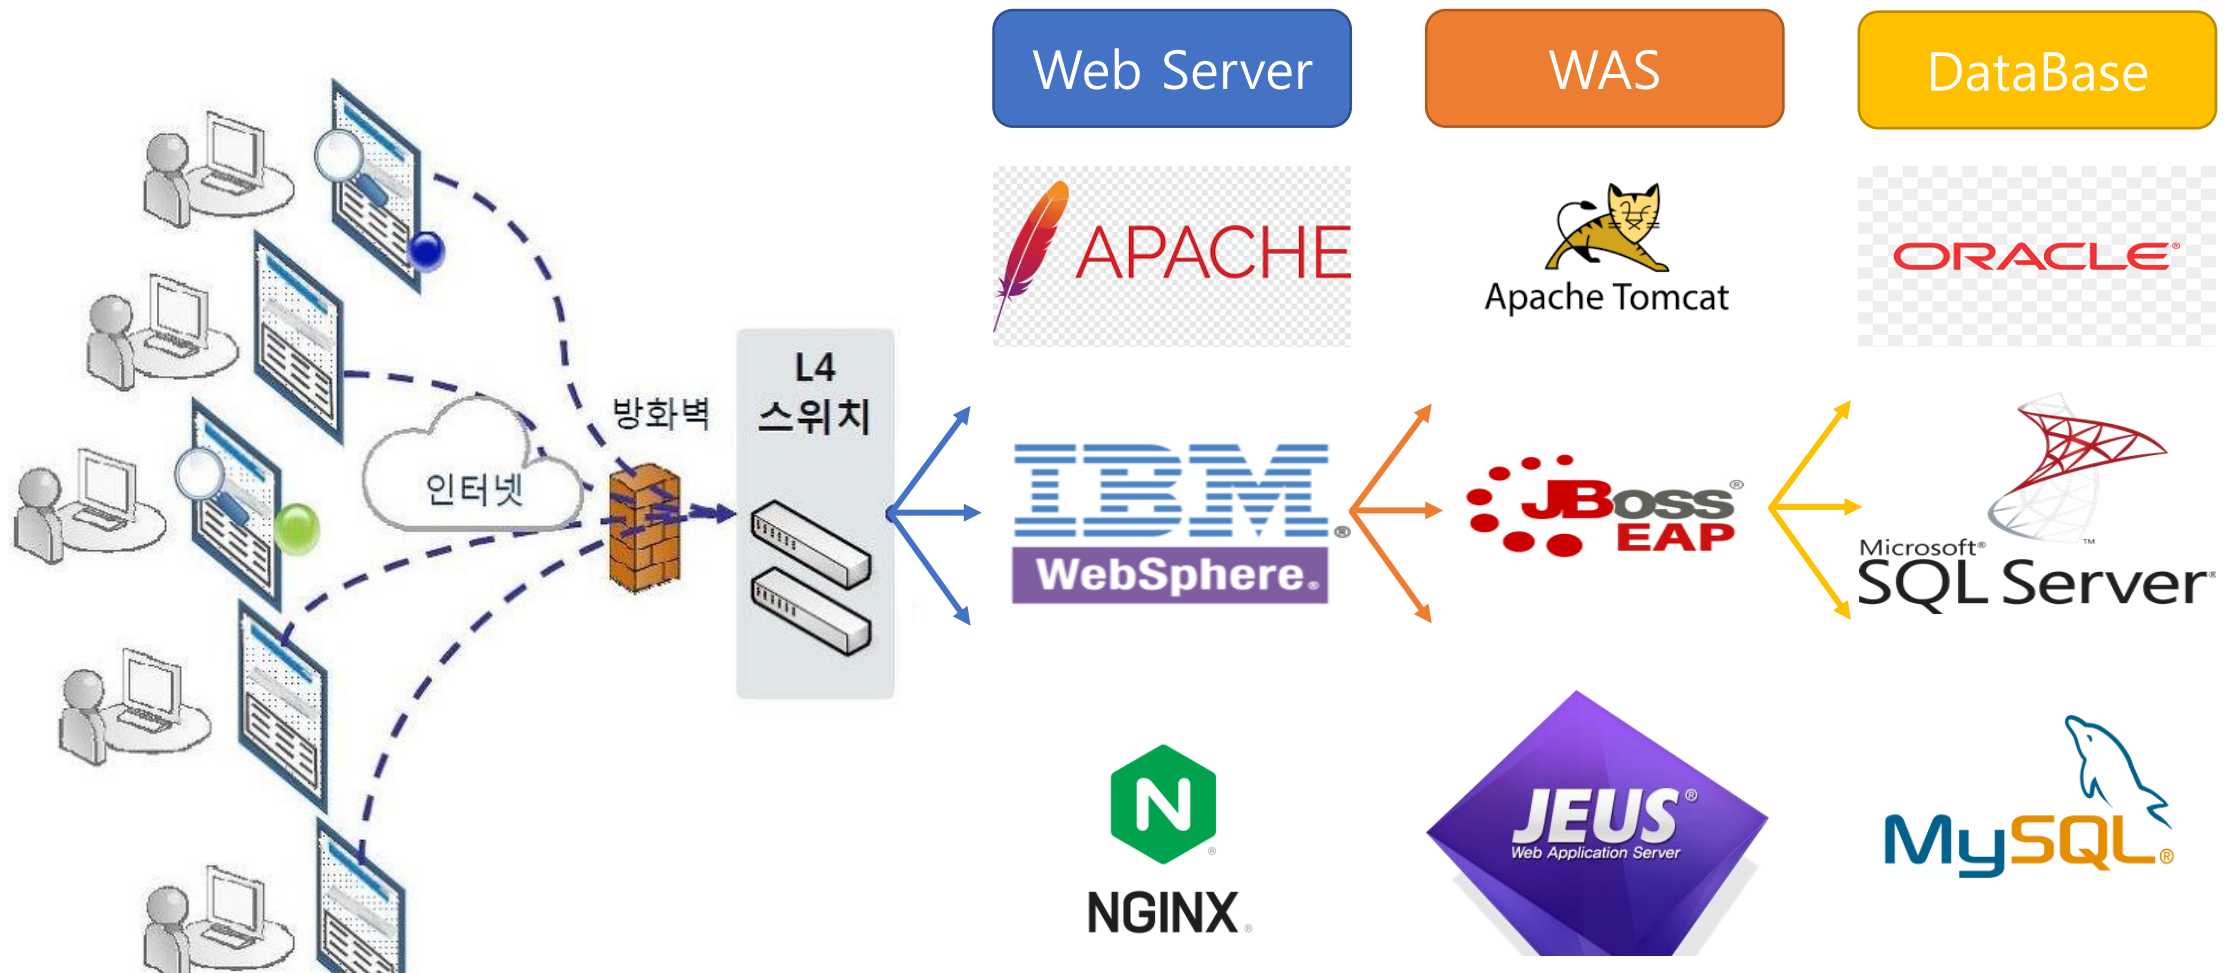 Web Server
WAS
DataBase
APACHE
Apache Tomcat
ORACLE®
인터넷
방화벽
L4
스위치
IBM®
WebSphere®
JBoss®
EAP
Microsoft®
SQL Server®
™
NGINX®
N®
JEUS®
Web Application Server
MySQL®